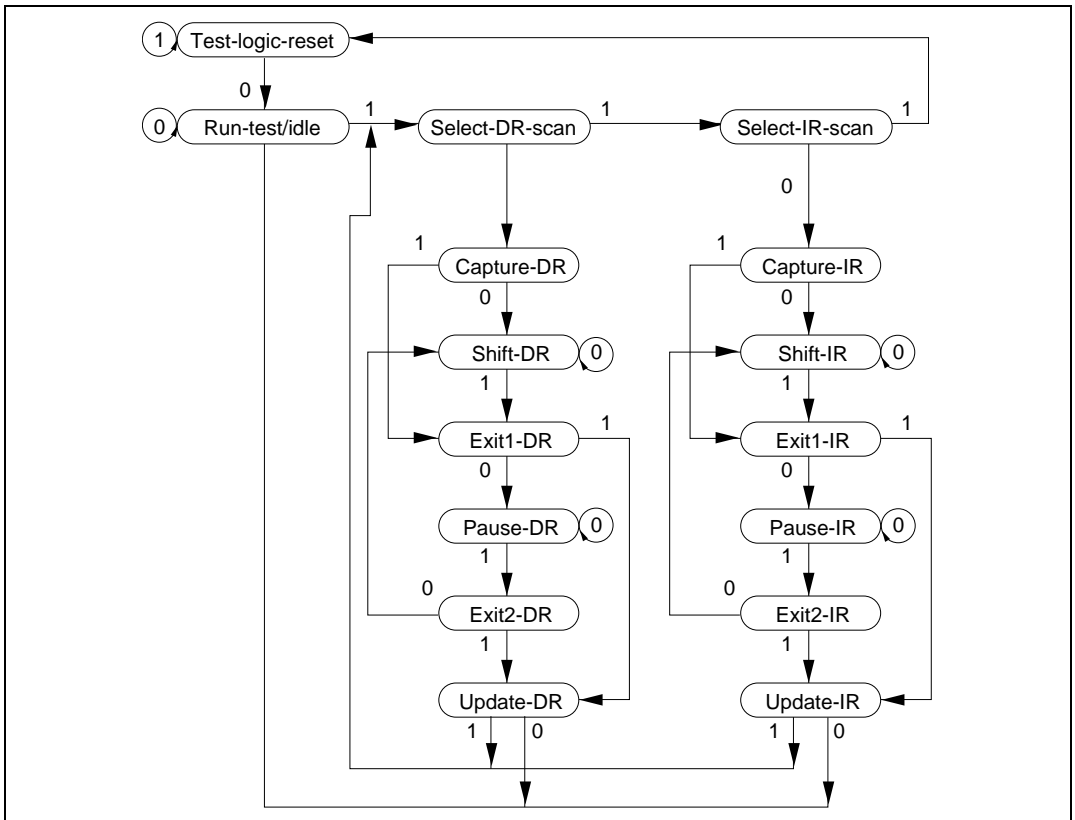 1 Test-logic-reset
0
0 Run-test/idle 1 Select-DR-scan 1 Select-IR-scan 1
0
1 1
Capture-DR Capture-IR
0 0
Shift-DR 0 Shift-IR 0
1 1
Exit1-DR 1 Exit1-IR 1
0 0
Pause-DR 0 Pause-IR 0
1 1
0 0
Exit2-DR Exit2-IR
1 1
Update-DR Update-IR
1 0 1 0